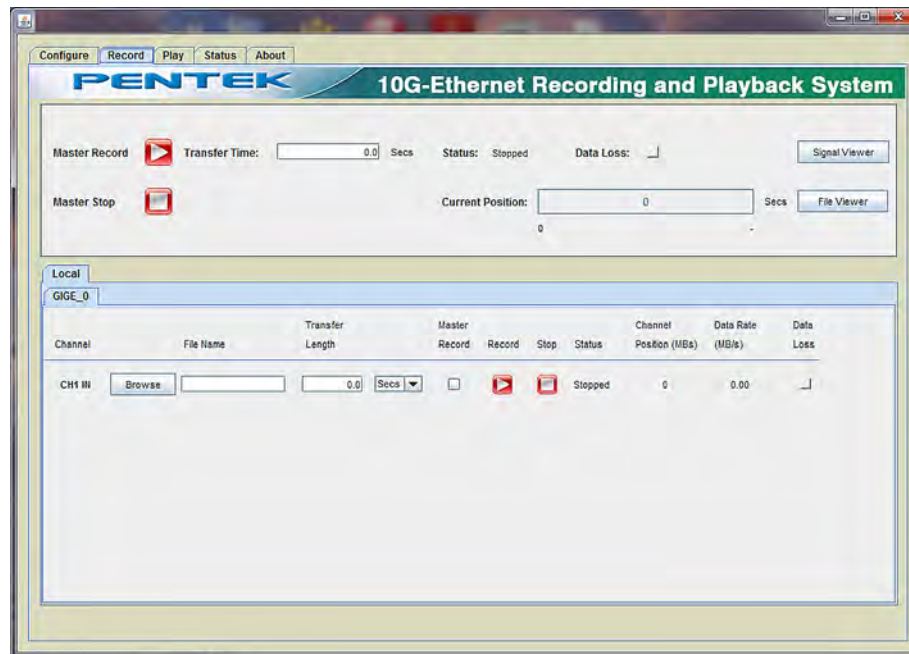 Configure Record Play Status About
PENTEK 10G-Ethernet Recording and Playback System
Master Record Transfer Time: 0.0 Secs Status: Stopped Data Loss: Signal Viewer
Master Stop Current Position: 0 Secs File Viewer
0 -
Local
GIGE_0
Transfer Master Channel Data Rate Data
Channel File Name Length Record Record Stop Status Position (MBs) (MB/s) Loss
CH1 IN Browse 0.0 Secs Stopped 0 0.00